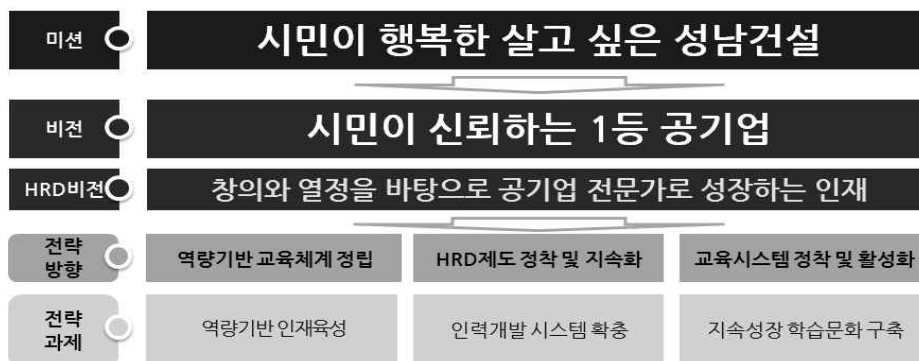 미션
시민이 행복한 살고 싶은 성남건설
비전
시민이 신뢰하는 1등 공기업
HRD비전
창의와 열정을 바탕으로 공기업 전문가로 성장하는 인재
전략
방향
역량기반 교육체계 정립
HRD제도 정착 및 지속화
교육시스템 정착 및 활성화
전략
과제
역량기반 인재육성
인력개발 시스템 확충
지속성장 학습문화 구축